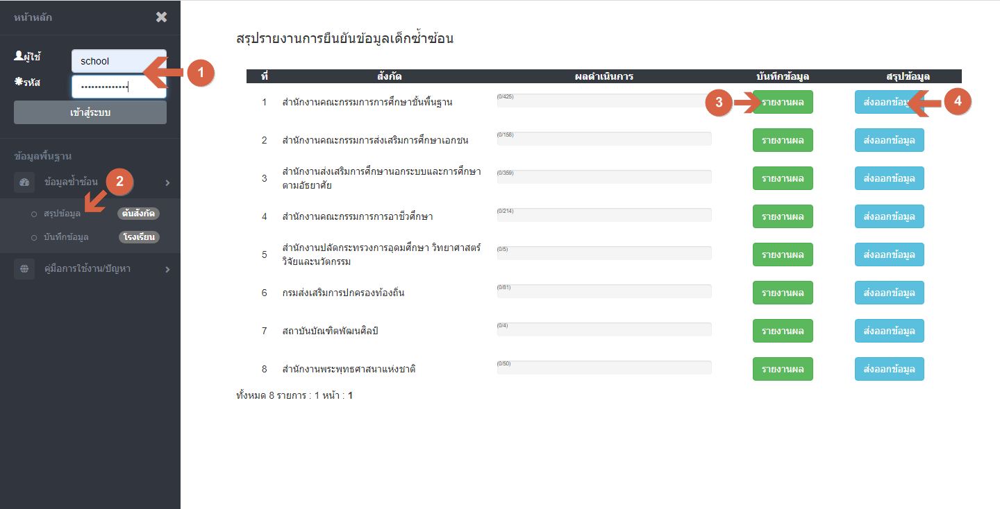 หน้าหลัก
ผู้ใช้ school
1
รหัส ••••••••••••••
เข้าสู่ระบบ
ข้อมูลพื้นฐาน
ข้อมูลซ้ำซ้อน 2
สรุปข้อมูล ต้นสังกัด
บันทึกข้อมูล โรงเรียน
คู่มือการใช้งาน/ปัญหา
สรุปรายงานการยืนยันข้อมูลเด็กซ้ำซ้อน
ที่ สังกัด ผลดำเนินการ บันทึกข้อมูล สรุปข้อมูล
1 สำนักงานคณะกรรมการการศึกษาขั้นพื้นฐาน (0/425) 3 รายงานผล ส่งออกข้อมูล 4
2 สำนักงานคณะกรรมการส่งเสริมการศึกษาเอกชน (0/158) รายงานผล ส่งออกข้อมูล
3 สำนักงานส่งเสริมการศึกษานอกระบบและการศึกษา (0/359) รายงานผล ส่งออกข้อมูล
ตามอัธยาศัย
4 สำนักงานคณะกรรมการการอาชีวศึกษา (0/214) รายงานผล ส่งออกข้อมูล
5 สำนักงานปลัดกระทรวงการอุดมศึกษา วิทยาศาสตร์ (0/5) รายงานผล ส่งออกข้อมูล
วิจัยและนวัตกรรม
6 กรมส่งเสริมการปกครองท้องถิ่น (0/81) รายงานผล ส่งออกข้อมูล
7 สถาบันบัณฑิตพัฒนศิลป์ (0/4) รายงานผล ส่งออกข้อมูล
8 สำนักงานพระพุทธศาสนาแห่งชาติ (0/50) รายงานผล ส่งออกข้อมูล
ทั้งหมด 8 รายการ : 1 หน้า : 1